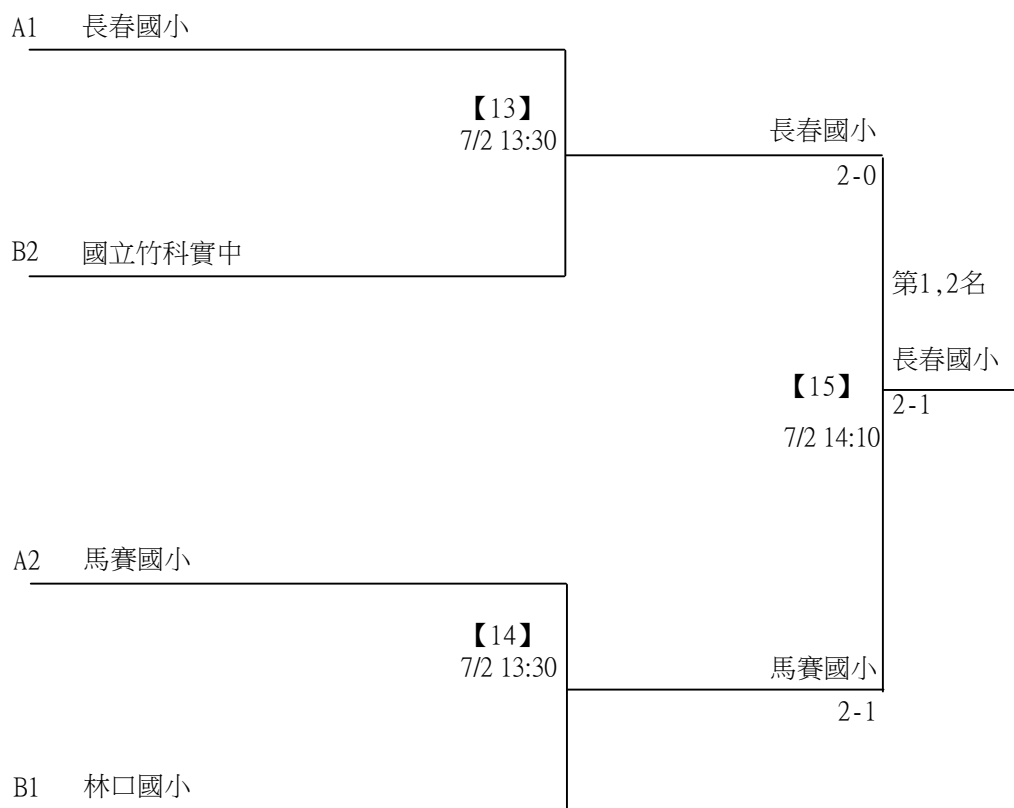 A1 長春國小
【13】
7/2 13:30
長春國小
2-0
B2 國立竹科實中
第1,2名
長春國小
【15】
2-1
7/2 14:10
A2 馬賽國小
【14】
7/2 13:30
馬賽國小
2-1
B1 林口國小